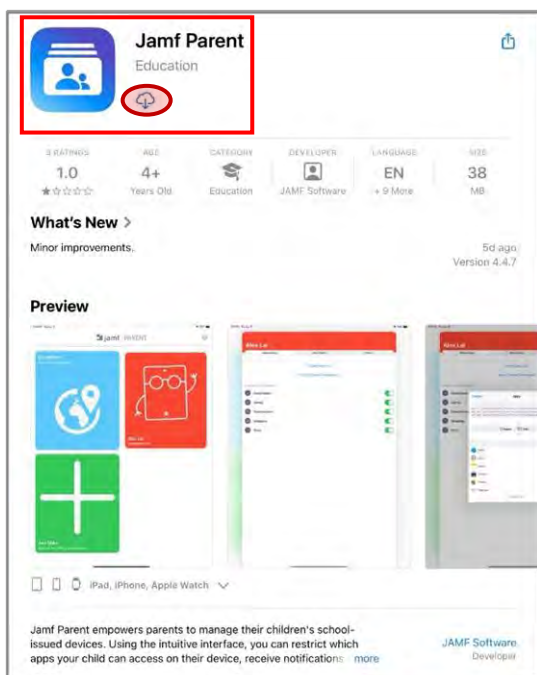 Jamf Parent
Education
3 RATINGS
AGE
CATEGORY
DEVELOPER
LANGUAGE
SIZE
1.0
4+
EN
38
Years Old
Education
JAMF Software
+ 9 More
MB
What's New >
Minor improvements.
5d ago
Version 4.4.7
Preview
jamf PARENT
iPad, iPhone, Apple Watch
Jamf Parent empowers parents to manage their children's school-
issued devices. Using the intuitive interface, you can restrict which
apps your child can access on their device, receive notifications more
JAMF Software
Developer